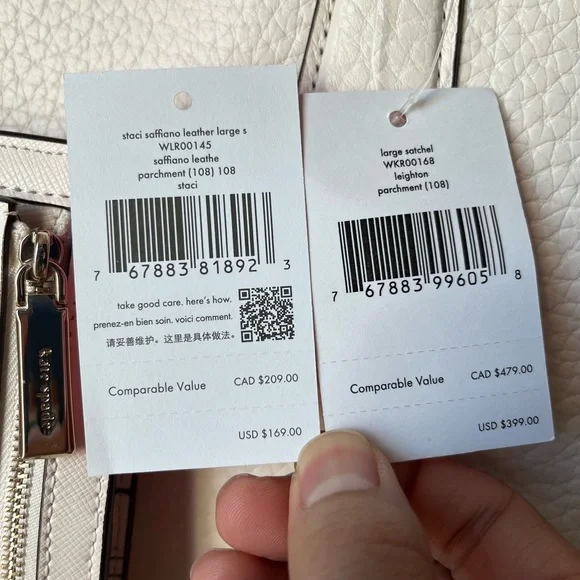 staci saffiano leather large s
WLR00145
saffiano leathe
parchment (108) 108
staci
7 67883 81892 3
take good care. here's how.
prenez-en bien soin. voici comment.
请妥善维护。这里是具体做法。
Comparable Value CAD $209.00
USD $169.00
large satchel
WKR00168
leighton
parchment (108)
7 67883 99605 8
Comparable Value CAD $479.00
USD $399.00
kate spade